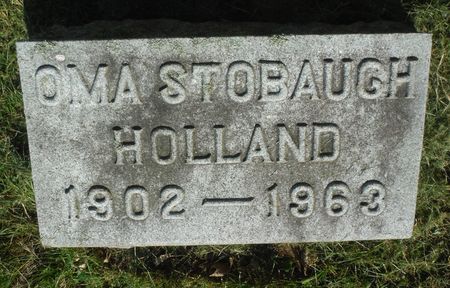 OMA STOBAUGH
HOLLAND
1902 — 1963